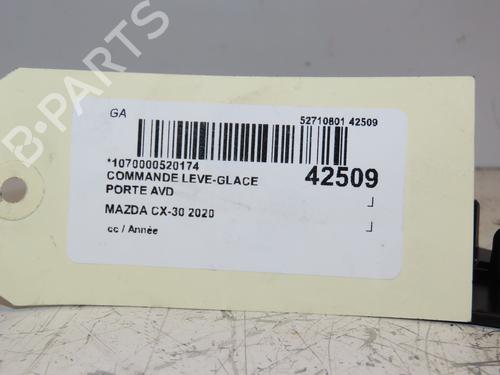 GA
52710801 42509
*1070000520174
COMMANDE LEVE-GLACE
42509
PORTE AVD
MAZDA CX-30 2020
cc / Année
B-PARTS